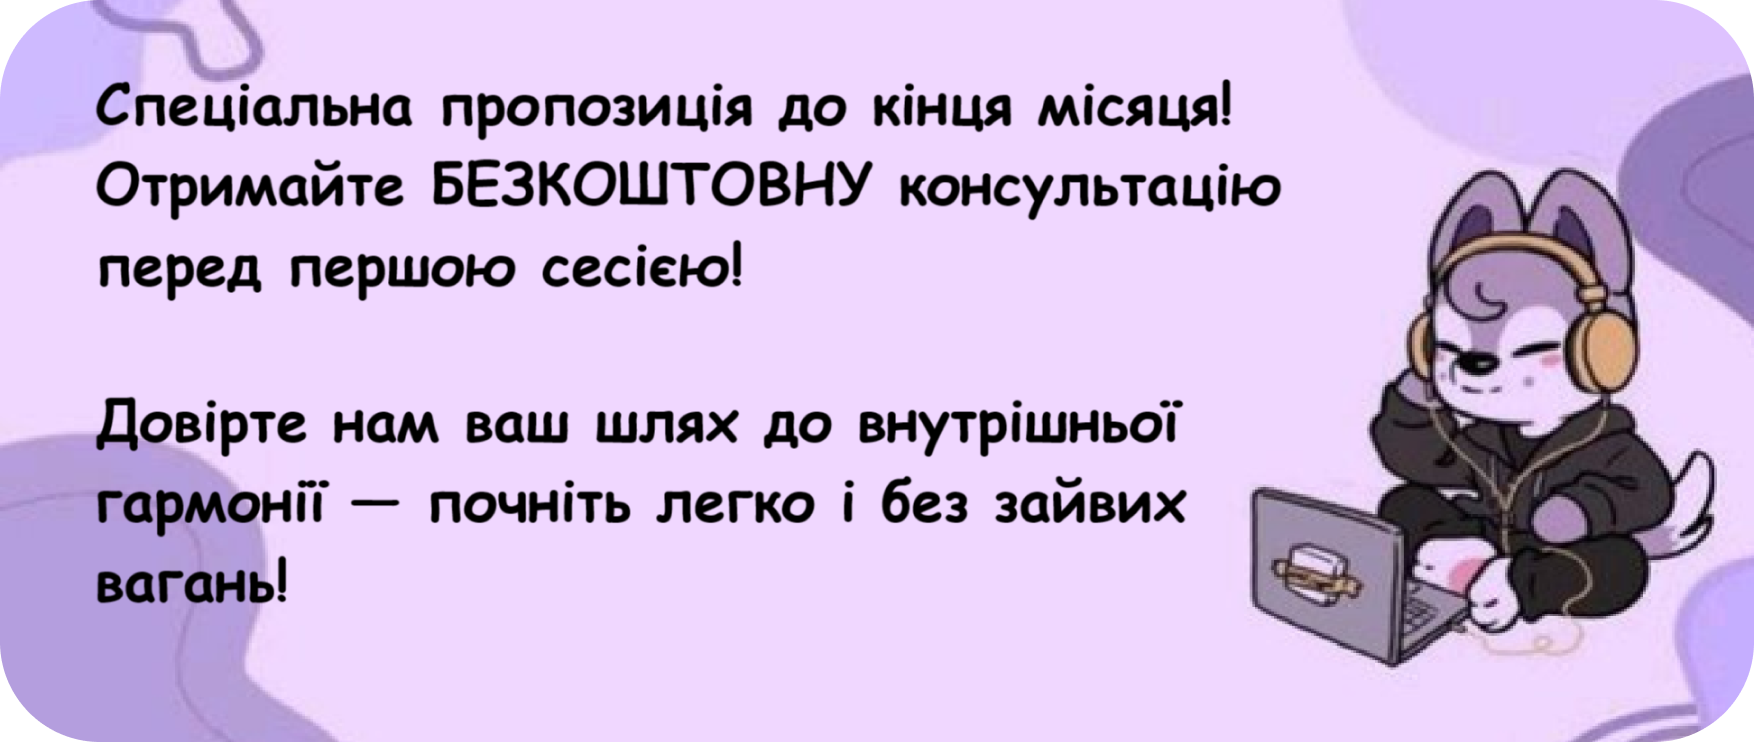 Спеціальна пропозиція до кінця місяця!
Отримайте БЕЗКОШТОВНУ консультацію
перед першою сесією!
Довірте нам ваш шлях до внутрішньої
гармонії — почніть легко і без зайвих
вагань!